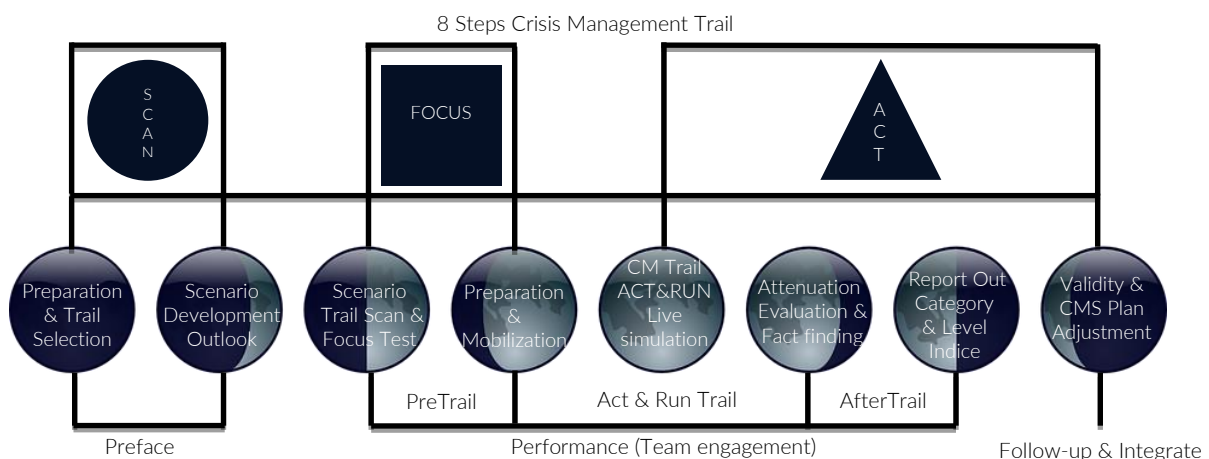 8 Steps Crisis Management Trail
S
C
A
N
FOCUS
A
C
T
Preparation
& Trail
Selection
Scenario
Development
Outlook
Scenario
Trail Scan &
Focus Test
Preparation
&
Mobilization
CM Trail
ACT&RUN
Live
simulation
Attenuation
Evaluation &
Fact finding
Report Out
Category
& Level
Indice
Validity &
CMS Plan
Adjustment
PreTrail
Act & Run Trail
AfterTrail
Preface
Performance (Team engagement)
Follow-up & Integrate